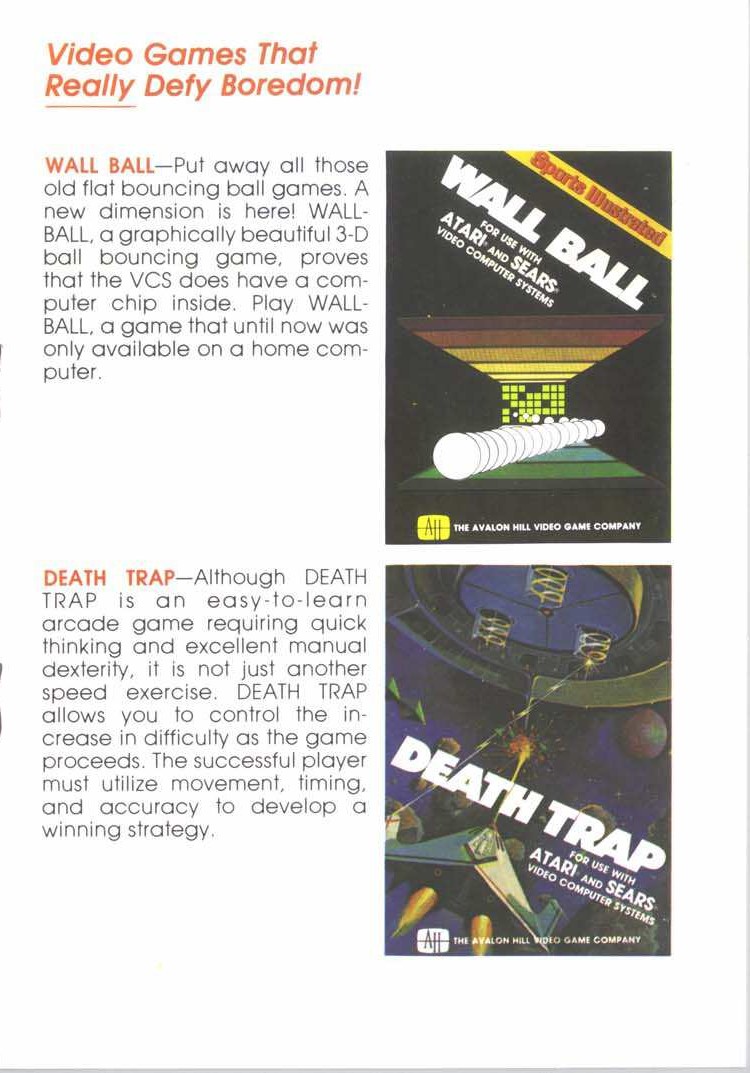 Video Games That
Really Defy Boredom!
WALL BALL—Put away all those
old flat bouncing ball games. A
new dimension is here! WALL-
BALL, a graphically beautiful 3-D
ball bouncing game, proves
that the VCS does have a com-
puter chip inside. Play WALL-
BALL, a game that until now was
only available on a home com-
puter.
Sports Illustrated
WALL BALL
FOR USE WITH
ATARI® AND SEARS®
VIDEO COMPUTER SYSTEMS
AH THE AVALON HILL VIDEO GAME COMPANY
DEATH TRAP—Although DEATH
TRAP is an easy-to-learn
arcade game requiring quick
thinking and excellent manual
dexterity, it is not just another
speed exercise. DEATH TRAP
allows you to control the in-
crease in difficulty as the game
proceeds. The successful player
must utilize movement, timing,
and accuracy to develop a
winning strategy.
DEATH TRAP
FOR USE WITH
ATARI® AND SEARS®
VIDEO COMPUTER SYSTEMS
AH THE AVALON HILL VIDEO GAME COMPANY